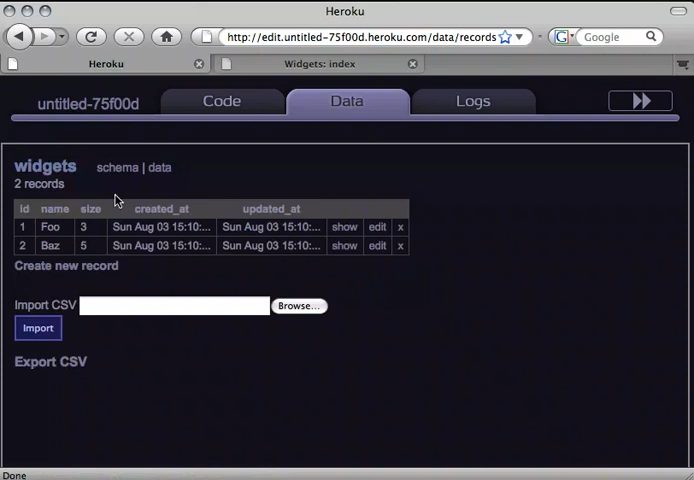 Heroku
http://edit.untitled-75f00d.heroku.com/data/records
Google
Heroku
Widgets: index
untitled-75f00d
Code
Data
Logs
widgets schema | data
2 records
id name size created_at updated_at
1 Foo 3 Sun Aug 03 15:10:... Sun Aug 03 15:10:... show edit x
2 Baz 5 Sun Aug 03 15:10:... Sun Aug 03 15:10:... show edit x
Create new record
Import CSV Browse...
Import
Export CSV
Done